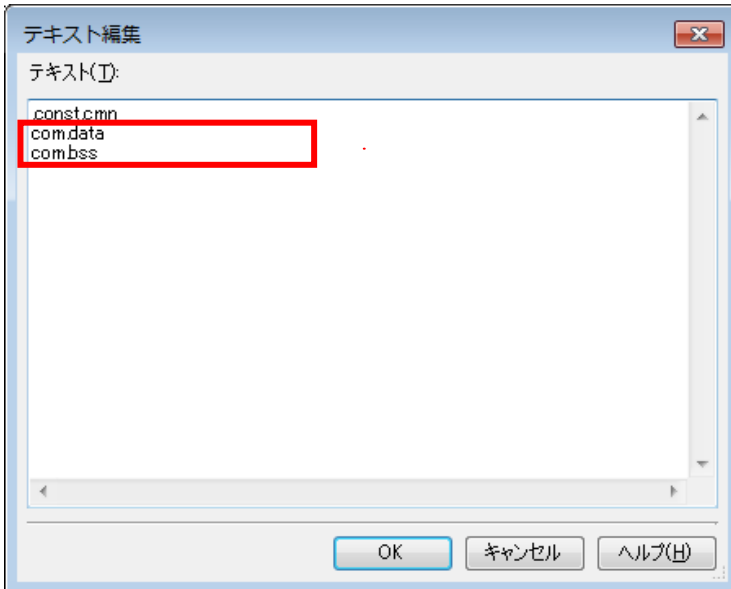 テキスト編集
テキスト(T):
.const.cmn
com.data
com.bss
OK
キャンセル
ヘルプ(H)